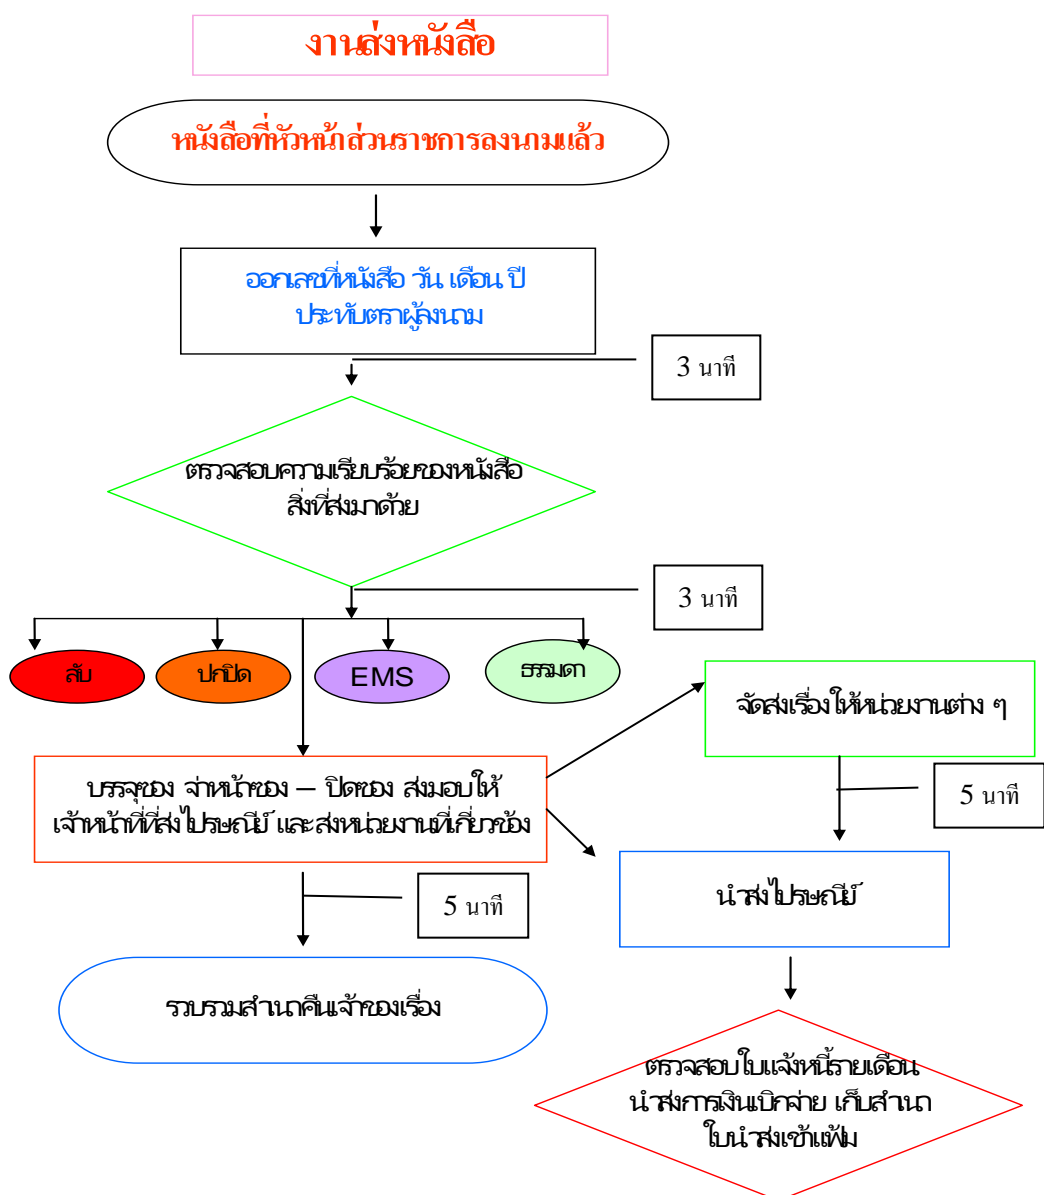 งานส่งหนังสือ
หนังสือที่หัวหน้าส่วนราชการลงนามแล้ว
ออกเลขที่หนังสือ วัน เดือน ปี
ประทับตราผู้ลงนาม
3 นาที
ตรวจสอบความเรียบร้อยของหนังสือ
สิ่งที่ส่งมาด้วย
3 นาที
ลับ
ปกปิด
EMS
ธรรมดา
จัดส่งเรื่องให้หน่วยงานต่าง ๆ
บรรจุซอง จ่าหน้าซอง – ปิดซอง ส่งมอบให้
เจ้าหน้าที่ที่ส่งไปรษณีย์ และส่งหน่วยงานที่เกี่ยวข้อง
5 นาที
นำส่งไปรษณีย์
5 นาที
รวบรวมสำเนาคืนเจ้าของเรื่อง
ตรวจสอบใบแจ้งหนี้รายเดือน
นำส่งการเงินเบิกจ่าย เก็บสำเนา
ใบนำส่งเข้าแฟ้ม